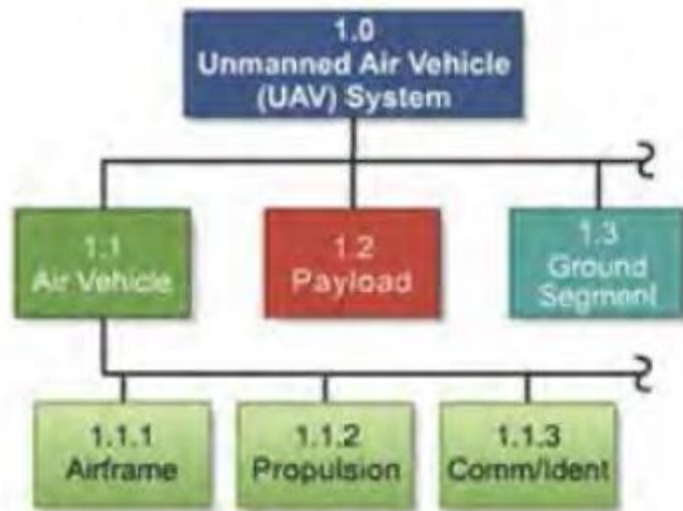 1.0
Unmanned Air Vehicle
(UAV) System
1.1
Air Vehicle
1.2
Payload
1.3
Ground
Segment
1.1.1
Airframe
1.1.2
Propulsion
1.1.3
Comm/Ident